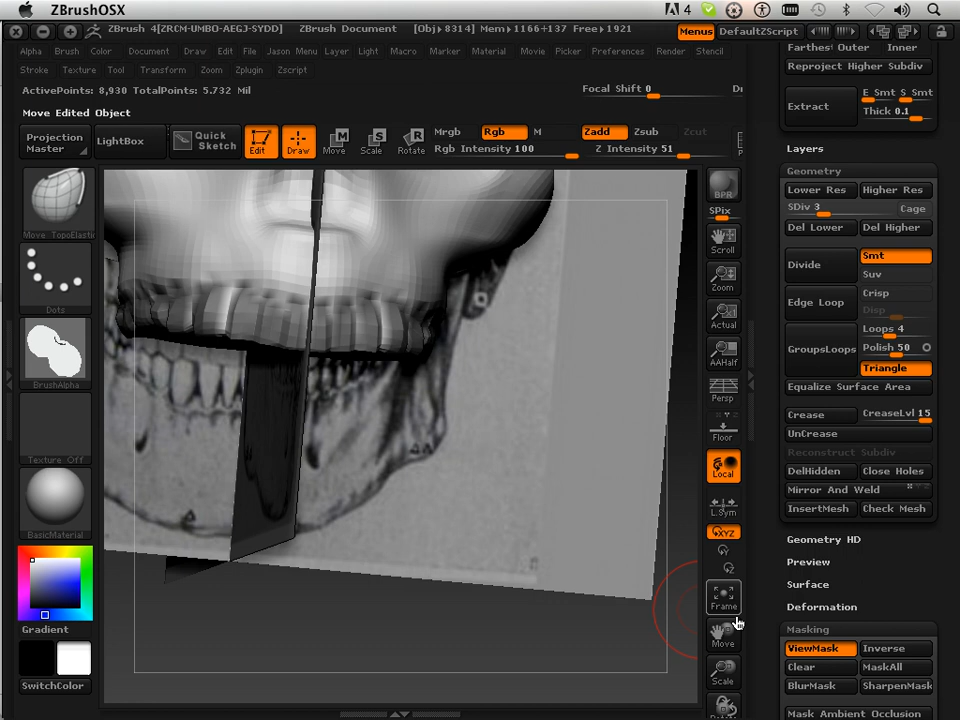 ZBrushOSX
4
ZBrush 4[ZRCM-UMBO-AEGJ-SYDD] ZBrush Document [Obj▸8314] Mem▸1166+137 Free▸1921 Menus DefaultZScript
Alpha Brush Color Document Draw Edit File Jason Menu Layer Light Macro Marker Material Movie Picker Preferences Render Stencil
Stroke Texture Tool Transform Zoom Zplugin Zscript
ActivePoints: 8,930 TotalPoints: 5.732 Mil Focal Shift 0
Move Edited Object
Projection Master LightBox Quick Sketch Edit Draw Move Scale Rotate
Mrgb Rgb M Zadd Zsub Zcut
Rgb Intensity 100 Z Intensity 51
Move TopoElastic
Dots
BrushAlpha
Texture Off
BasicMaterial
Gradient
SwitchColor
BPR
SPix
Scroll
Zoom
Actual
AAHalf
Persp
Floor
Local
L.Sym
XYZ
Y
Z
Frame
Move
Scale
Farthest Outer Inner
Reproject Higher Subdiv
Extract E Smt S Smt
Thick 0.1
Layers
Geometry
Lower Res Higher Res
SDiv 3 Cage
Del Lower Del Higher
Divide Smt
Suv
Edge Loop Crisp
Disp
GroupsLoops Loops 4
Polish 50
Triangle
Equalize Surface Area
Crease CreaseLvl 15
UnCrease
Reconstruct Subdiv
DelHidden Close Holes
Mirror And Weld
InsertMesh Check Mesh
Geometry HD
Preview
Surface
Deformation
Masking
ViewMask Inverse
Clear MaskAll
BlurMask SharpenMask
Mask Ambient Occlusion